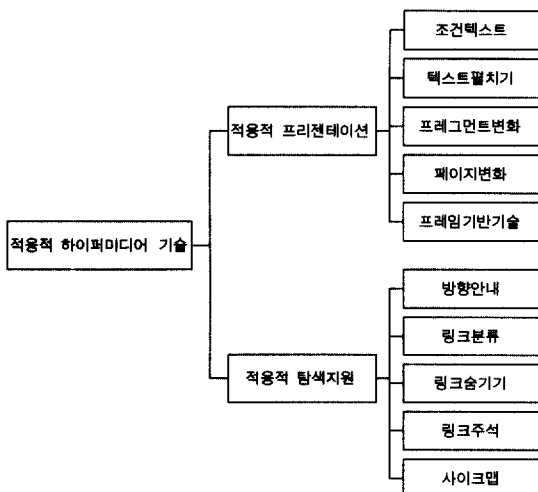 적용적 하이퍼미디어 기술
적용적 프리젠테이션
조건텍스트
텍스트펼치기
프레그먼트변화
페이지변화
프레임기반기술
적용적 탐색지원
방향안내
링크분류
링크숨기기
링크주석
사이크맵